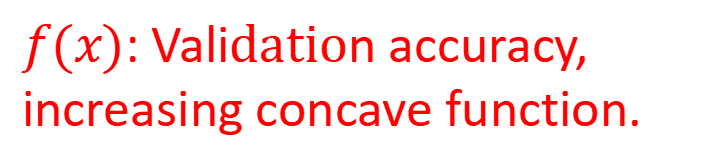 f(x): Validation accuracy,
increasing concave function.